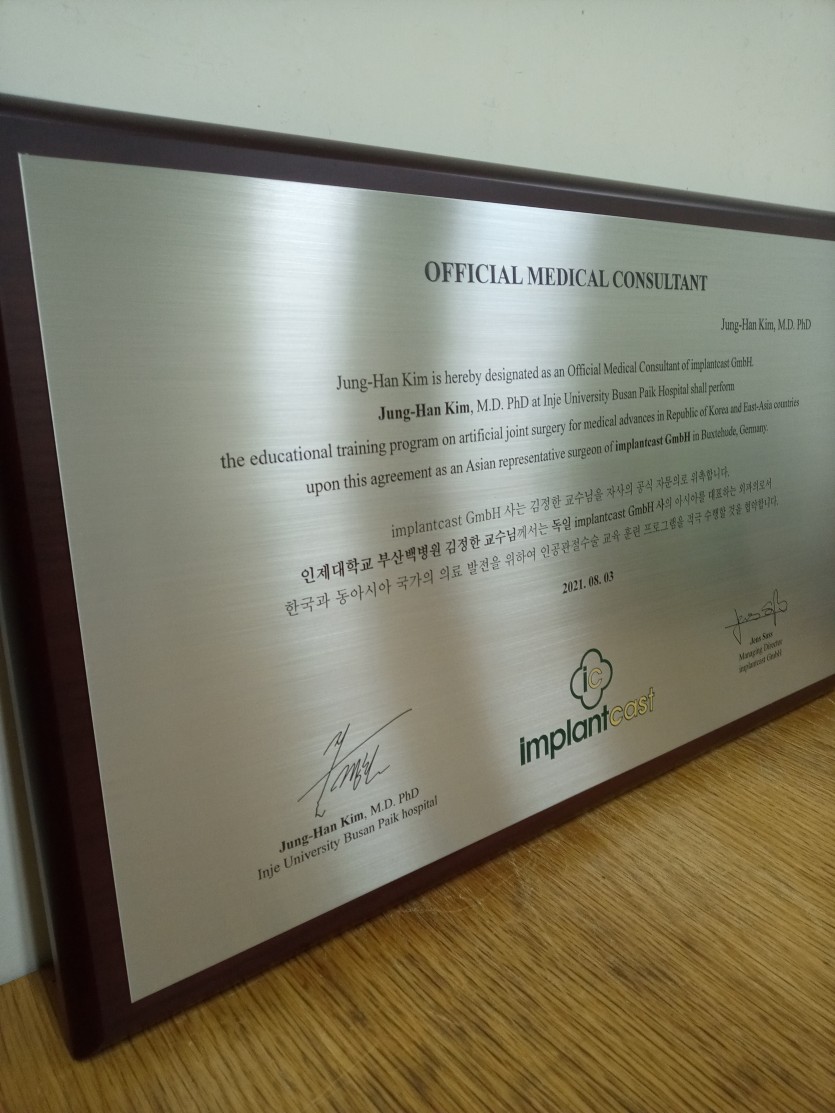 OFFICIAL MEDICAL CONSULTANT
Jung-Han Kim, M.D. PhD
Jung-Han Kim is hereby designated as an Official Medical Consultant of implantcast GmbH.
Jung-Han Kim, M.D. PhD at Inje University Busan Paik Hospital shall perform
the educational training program on artificial joint surgery for medical advances in Republic of Korea and East-Asia countries
upon this agreement as an Asian representative surgeon of implantcast GmbH in Buxtehude, Germany.
implantcast GmbH 사는 김정한 교수님을 자사의 공식 자문의로 위촉합니다.
인제대학교 부산백병원 김정한 교수님께서는 독일 implantcast GmbH 사의 아시아를 대표하는 외과의로서
한국과 동아시아 국가의 의료 발전을 위하여 인공관절수술 교육 훈련 프로그램을 적극 수행할 것을 협약합니다.
2021. 08. 03
Jens Saß
Managing Director
implantcast GmbH
ic
implantcast
Jung-Han Kim, M.D. PhD
Inje University Busan Paik hospital